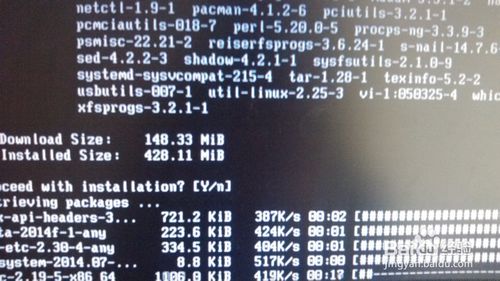 netctl-1.9-1 pacman-4.1.2-6 pciutils-3.2.1-1
pcmciautils-018-7 perl-5.20.0-5 procps-ng-3.3.9-3
psmisc-22.21-2 reiserfsprogs-3.6.24-1 s-nail-14.7.6
sed-4.2.2-3 shadow-4.2.1-1 sysfsutils-2.1.0-9
systemd-sysvcompat-215-4 tar-1.28-1 texinfo-5.2-2
usbutils-007-1 util-linux-2.25-3 vi-1:050325-4 whic
xfsprogs-3.2.1-1
Download Size: 148.33 MiB
Installed Size: 428.11 MiB
oceed with installation? [Y/n]
trieving packages ...
x-api-headers-3... 721.2 KiB 387K/s 00:02 [################
ta-2014f-1-any 223.6 KiB 424K/s 00:01 [################
-etc-2.30-4-any 334.5 KiB 404K/s 00:01 [################
system-2014.07-... 8.8 KiB 517K/s 00:00 [################
c-2.19-5-x86_64 1106.0 KiB 419K/s 00:17 [##--------------
Baidu 经验
jingyan.baidu.com